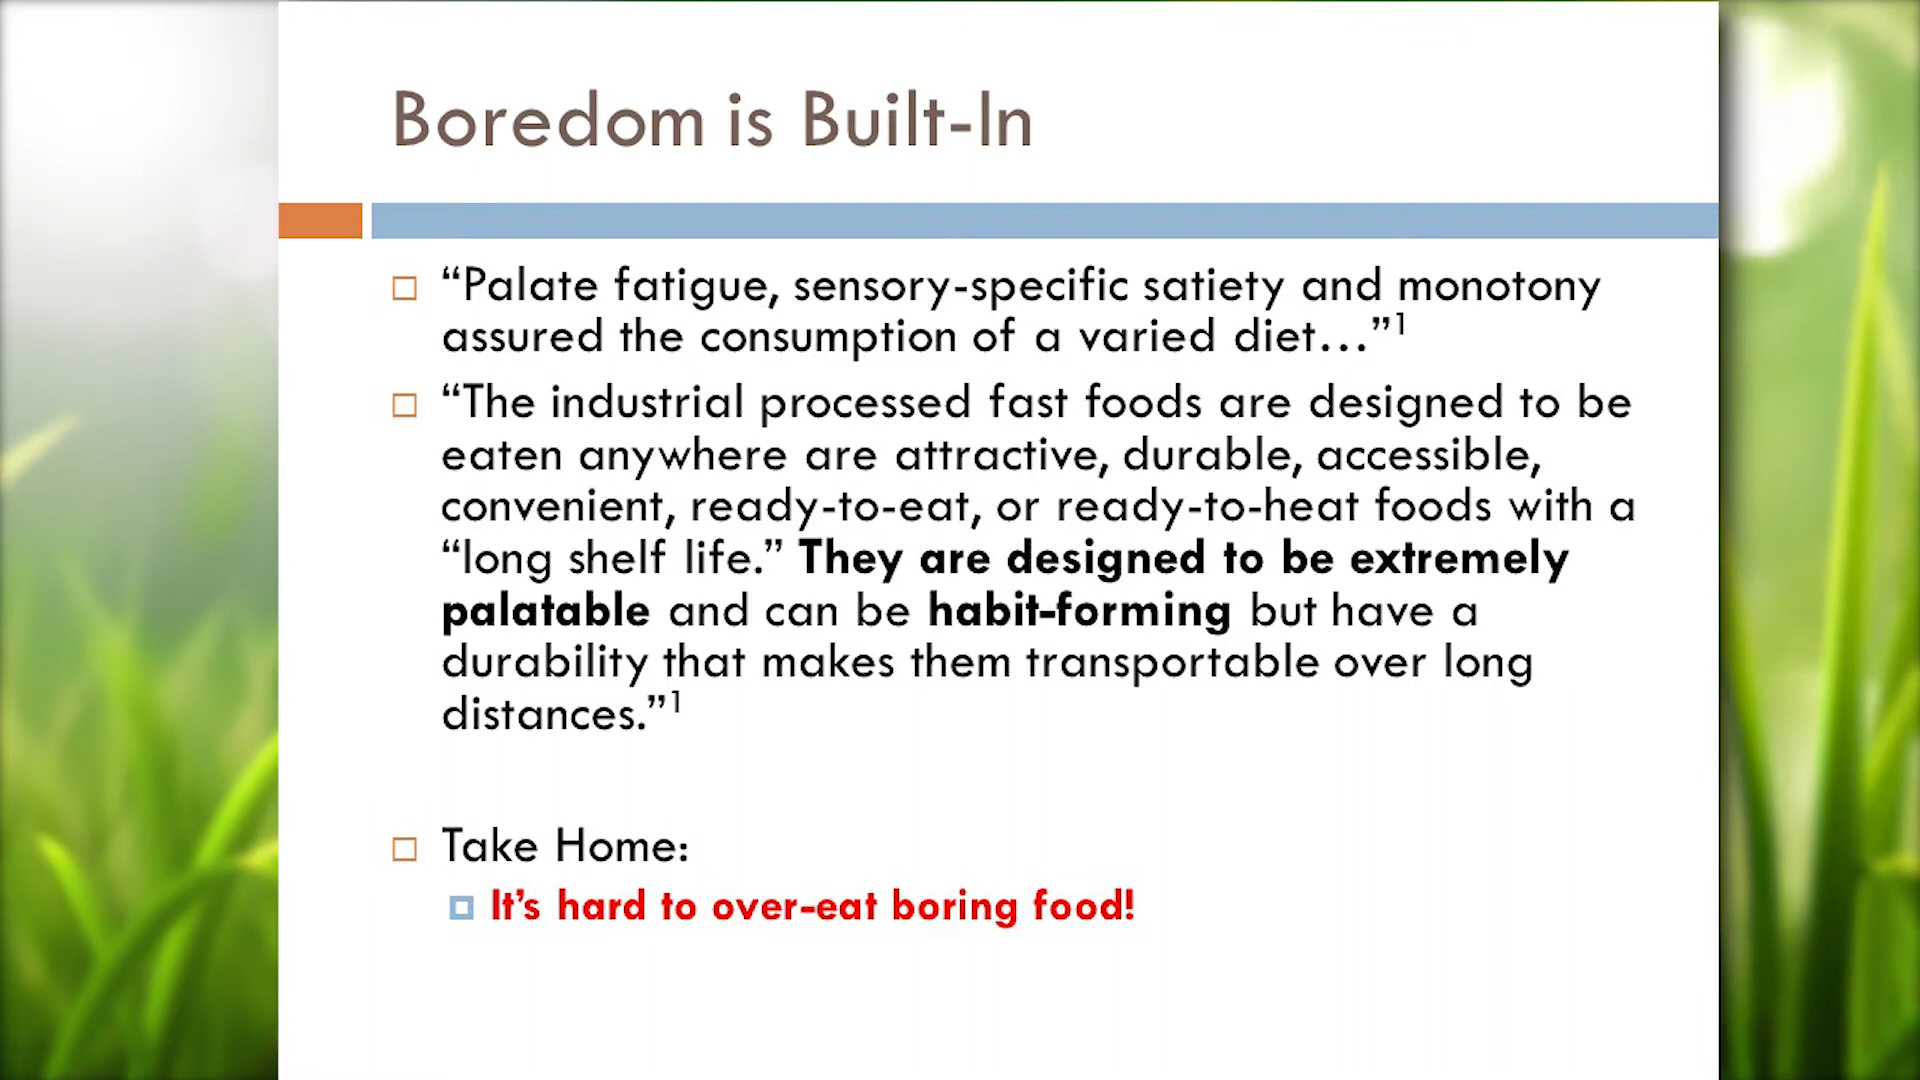 Boredom is Built-In
“Palate fatigue, sensory-specific satiety and monotony
assured the consumption of a varied diet…”1
“The industrial processed fast foods are designed to be
eaten anywhere are attractive, durable, accessible,
convenient, ready-to-eat, or ready-to-heat foods with a
“long shelf life.” They are designed to be extremely
palatable and can be habit-forming but have a
durability that makes them transportable over long
distances.”1
Take Home:
It’s hard to over-eat boring food!